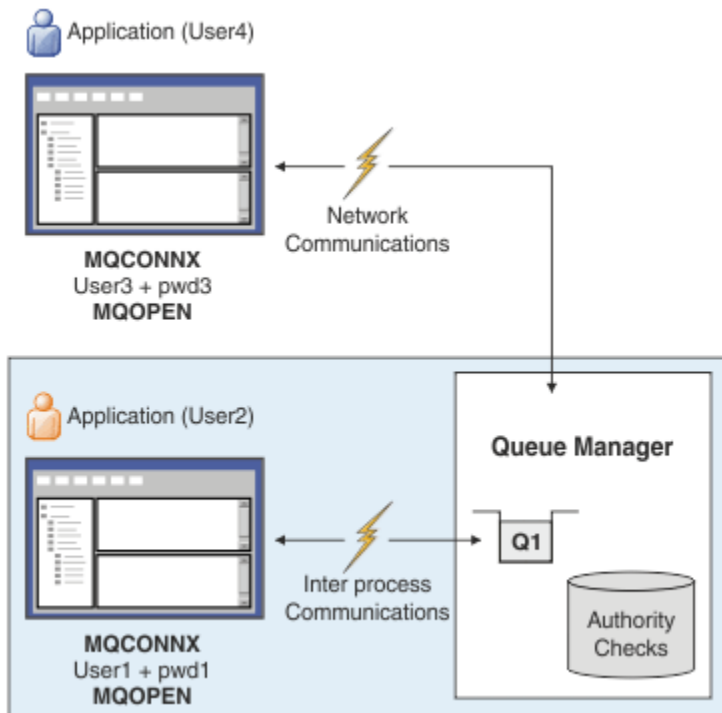 Application (User4)
Network
Communications
MQCONNX
User3 + pwd3
MQOPEN
Application (User2)
Queue Manager
Q1
Inter process
Communications
Authority
Checks
MQCONNX
User1 + pwd1
MQOPEN